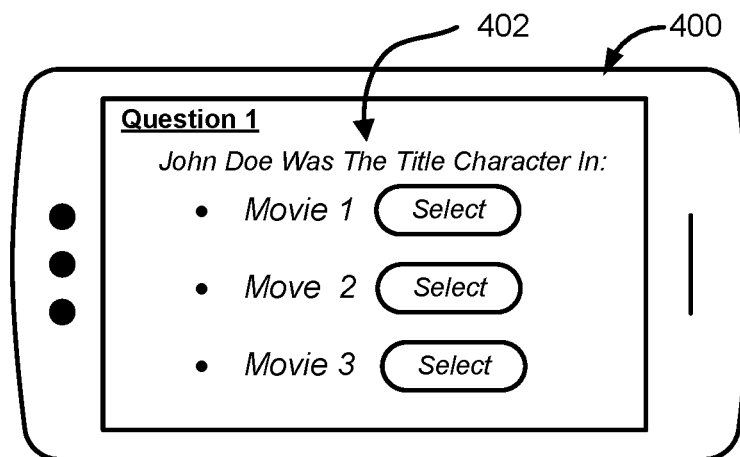 402
400
Question 1
John Doe Was The Title Character In:
• Movie 1 Select
• Move 2 Select
• Movie 3 Select